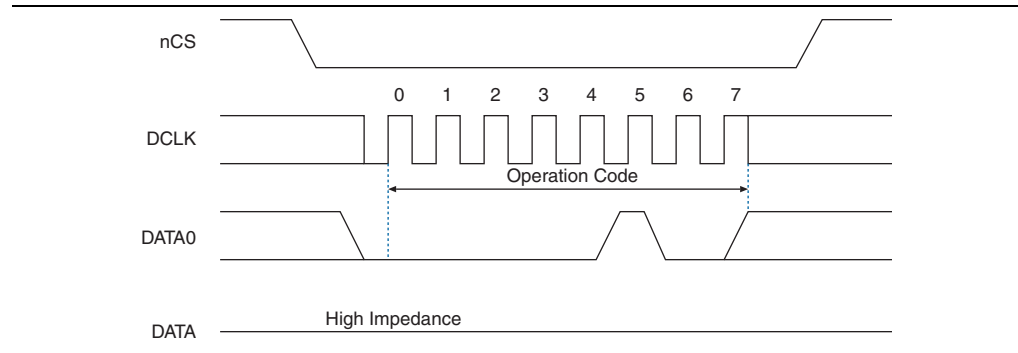 nCS
0 1 2 3 4 5 6 7
DCLK
Operation Code
DATA0
High Impedance
DATA